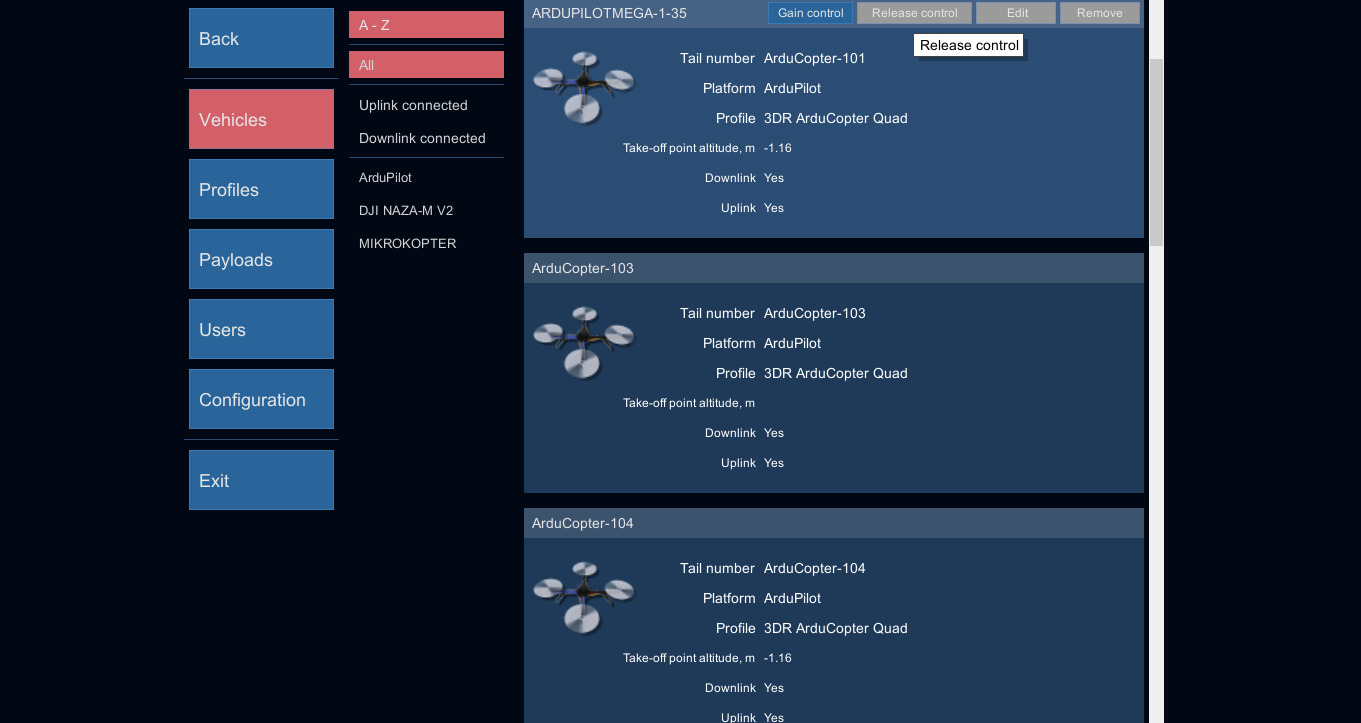 Back
Vehicles
Profiles
Payloads
Users
Configuration
Exit
A - Z
All
Uplink connected
Downlink connected
ArduPilot
DJI NAZA-M V2
MIKROKOPTER
ARDUPILOTMEGA-1-35 Gain control Release control Edit Remove
Release control
Tail number ArduCopter-101
Platform ArduPilot
Profile 3DR ArduCopter Quad
Take-off point altitude, m -1.16
Downlink Yes
Uplink Yes
ArduCopter-103
Tail number ArduCopter-103
Platform ArduPilot
Profile 3DR ArduCopter Quad
Take-off point altitude, m
Downlink Yes
Uplink Yes
ArduCopter-104
Tail number ArduCopter-104
Platform ArduPilot
Profile 3DR ArduCopter Quad
Take-off point altitude, m -1.16
Downlink Yes
Uplink Yes